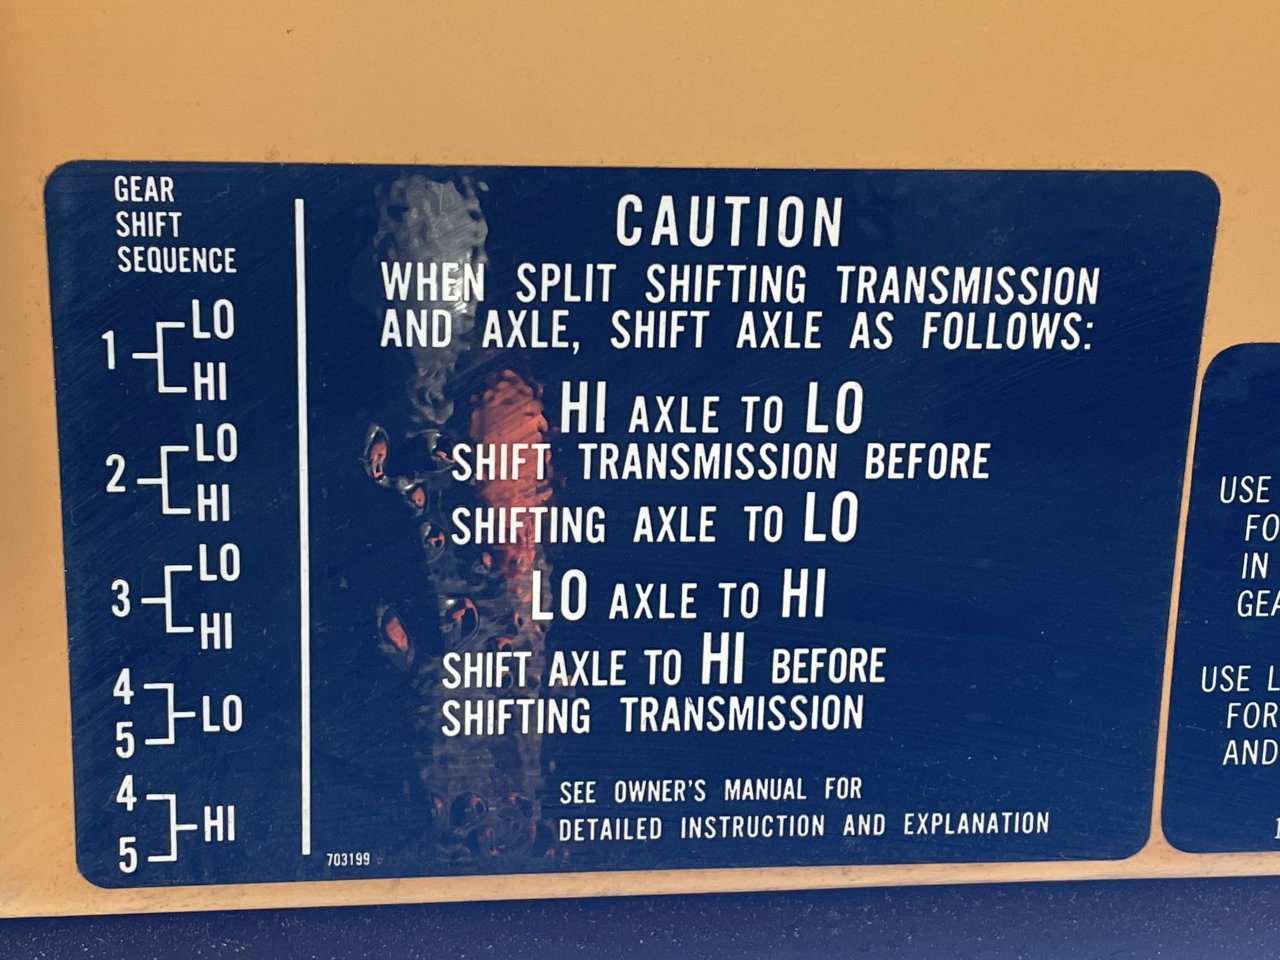 GEAR
SHIFT
SEQUENCE
1 LO
HI
2 LO
HI
3 LO
HI
4
5 LO
4
5 HI
CAUTION
WHEN SPLIT SHIFTING TRANSMISSION
AND AXLE, SHIFT AXLE AS FOLLOWS:
HI AXLE TO LO
SHIFT TRANSMISSION BEFORE
SHIFTING AXLE TO LO
LO AXLE TO HI
SHIFT AXLE TO HI BEFORE
SHIFTING TRANSMISSION
SEE OWNER'S MANUAL FOR
DETAILED INSTRUCTION AND EXPLANATION
703199
USE
IN
USE
FOR
AND